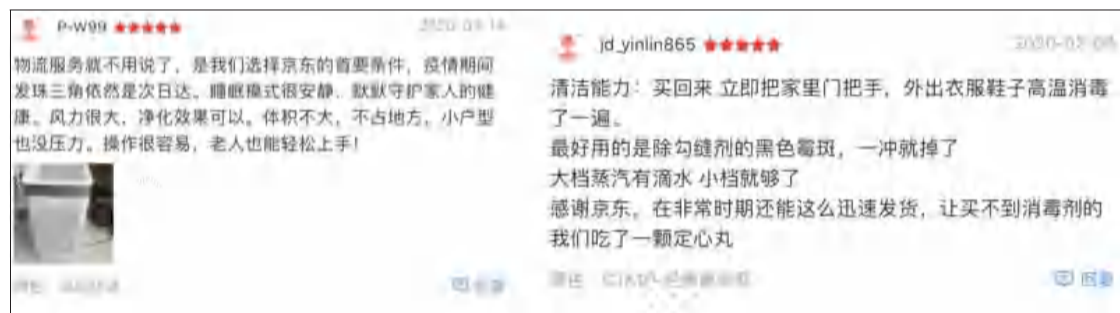 P-W99
物流服务就不用说了，是我们选择京东的首要条件，疫情期间
发珠三角依然是次日达。睡眠模式很安静，默默守护家人的健
康。风力很大，净化效果可以。体积不大，不占地方，小户型
也没压力。操作很容易，老人也能轻松上手！
回复
jd_yinlin865
清洁能力：买回来 立即把家里门把手，外出衣服鞋子高温消毒
了一遍。
最好用的是除勾缝剂的黑色霉斑，一冲就掉了
大档蒸汽有滴水 小档就够了
感谢京东，在非常时期还能这么迅速发货，让买不到消毒剂的
我们吃了一颗定心丸
回复